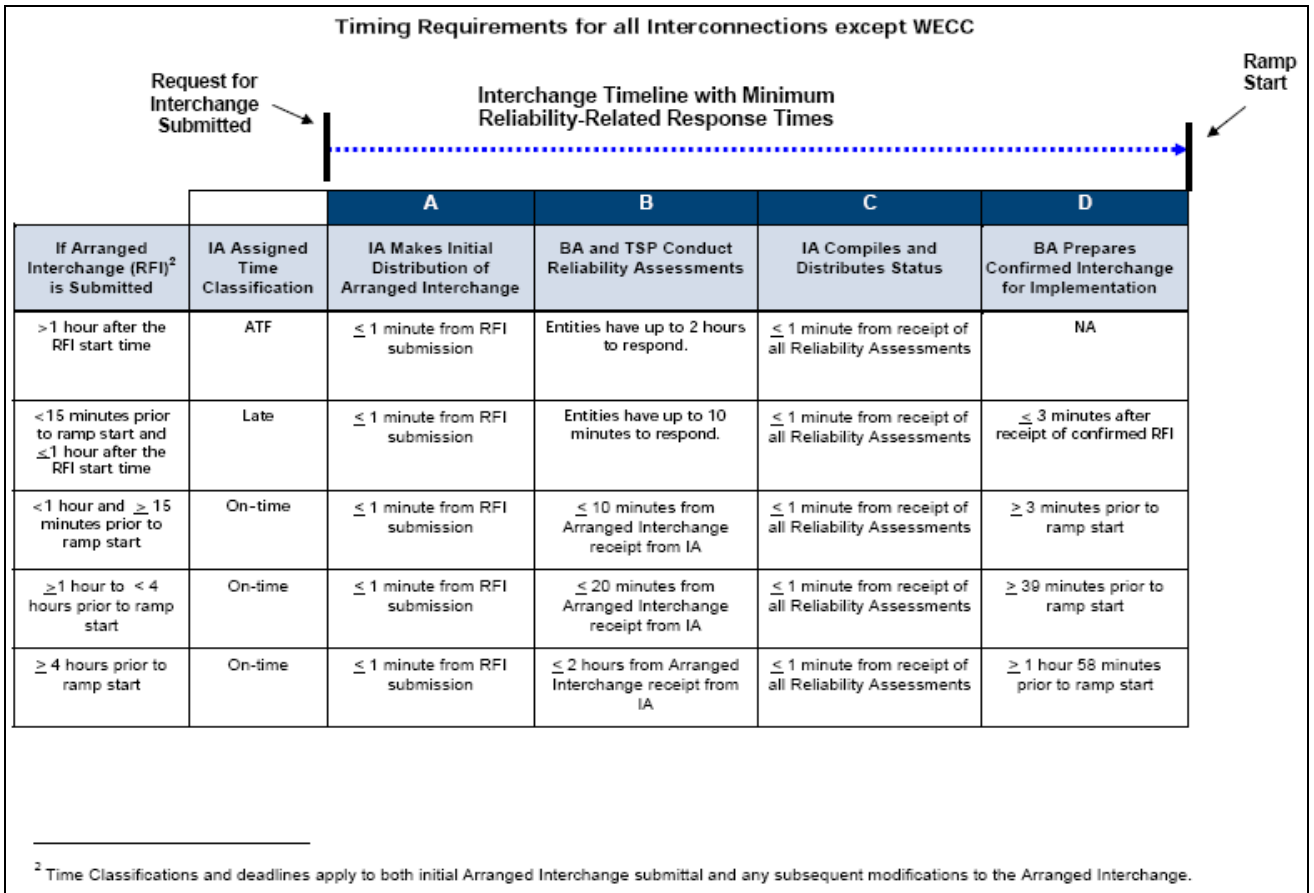 Timing Requirements for all Interconnections except WECC
Request for
Interchange
Submitted
Interchange Timeline with Minimum
Reliability-Related Response Times
Ramp
Start
A
B
C
D
If Arranged
Interchange (RFI)2
is Submitted
IA Assigned
Time
Classification
IA Makes Initial
Distribution of
Arranged Interchange
BA and TSP Conduct
Reliability Assessments
IA Compiles and
Distributes Status
BA Prepares
Confirmed Interchange
for Implementation
>1 hour after the
RFI start time
ATF
≤ 1 minute from RFI
submission
Entities have up to 2 hours
to respond.
≤ 1 minute from receipt of
all Reliability Assessments
NA
<15 minutes prior
to ramp start and
≤1 hour after the
RFI start time
Late
≤ 1 minute from RFI
submission
Entities have up to 10
minutes to respond.
≤ 1 minute from receipt of
all Reliability Assessments
≤ 3 minutes after
receipt of confirmed RFI
<1 hour and ≥ 15
minutes prior to
ramp start
On-time
≤ 1 minute from RFI
submission
≤ 10 minutes from
Arranged Interchange
receipt from IA
≤ 1 minute from receipt of
all Reliability Assessments
≥ 3 minutes prior to
ramp start
≥1 hour to < 4
hours prior to ramp
start
On-time
≤ 1 minute from RFI
submission
≤ 20 minutes from
Arranged Interchange
receipt from IA
≤ 1 minute from receipt of
all Reliability Assessments
≥ 39 minutes prior to
ramp start
≥ 4 hours prior to
ramp start
On-time
≤ 1 minute from RFI
submission
≤ 2 hours from Arranged
Interchange receipt from
IA
≤ 1 minute from receipt of
all Reliability Assessments
≥ 1 hour 58 minutes
prior to ramp start
2 Time Classifications and deadlines apply to both initial Arranged Interchange submittal and any subsequent modifications to the Arranged Interchange.